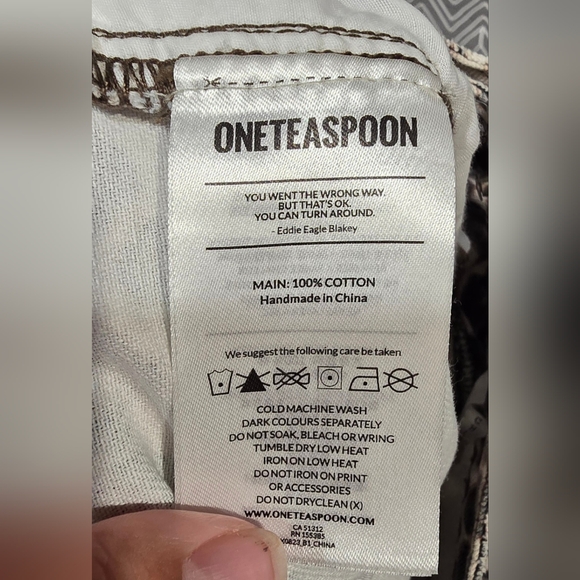 ONETEASPOON
YOU WENT THE WRONG WAY.
BUT THAT'S OK.
YOU CAN TURN AROUND.
- Eddie Eagle Blakey
MAIN: 100% COTTON
Handmade in China
We suggest the following care be taken
COLD MACHINE WASH
DARK COLOURS SEPARATELY
DO NOT SOAK, BLEACH OR WRING
TUMBLE DRY LOW HEAT
IRON ON LOW HEAT
DO NOT IRON ON PRINT
OR ACCESSORIES
DO NOT DRYCLEAN (X)
WWW.ONETEASPOON.COM
CA 51312
RN 155385
_B1_CHINA